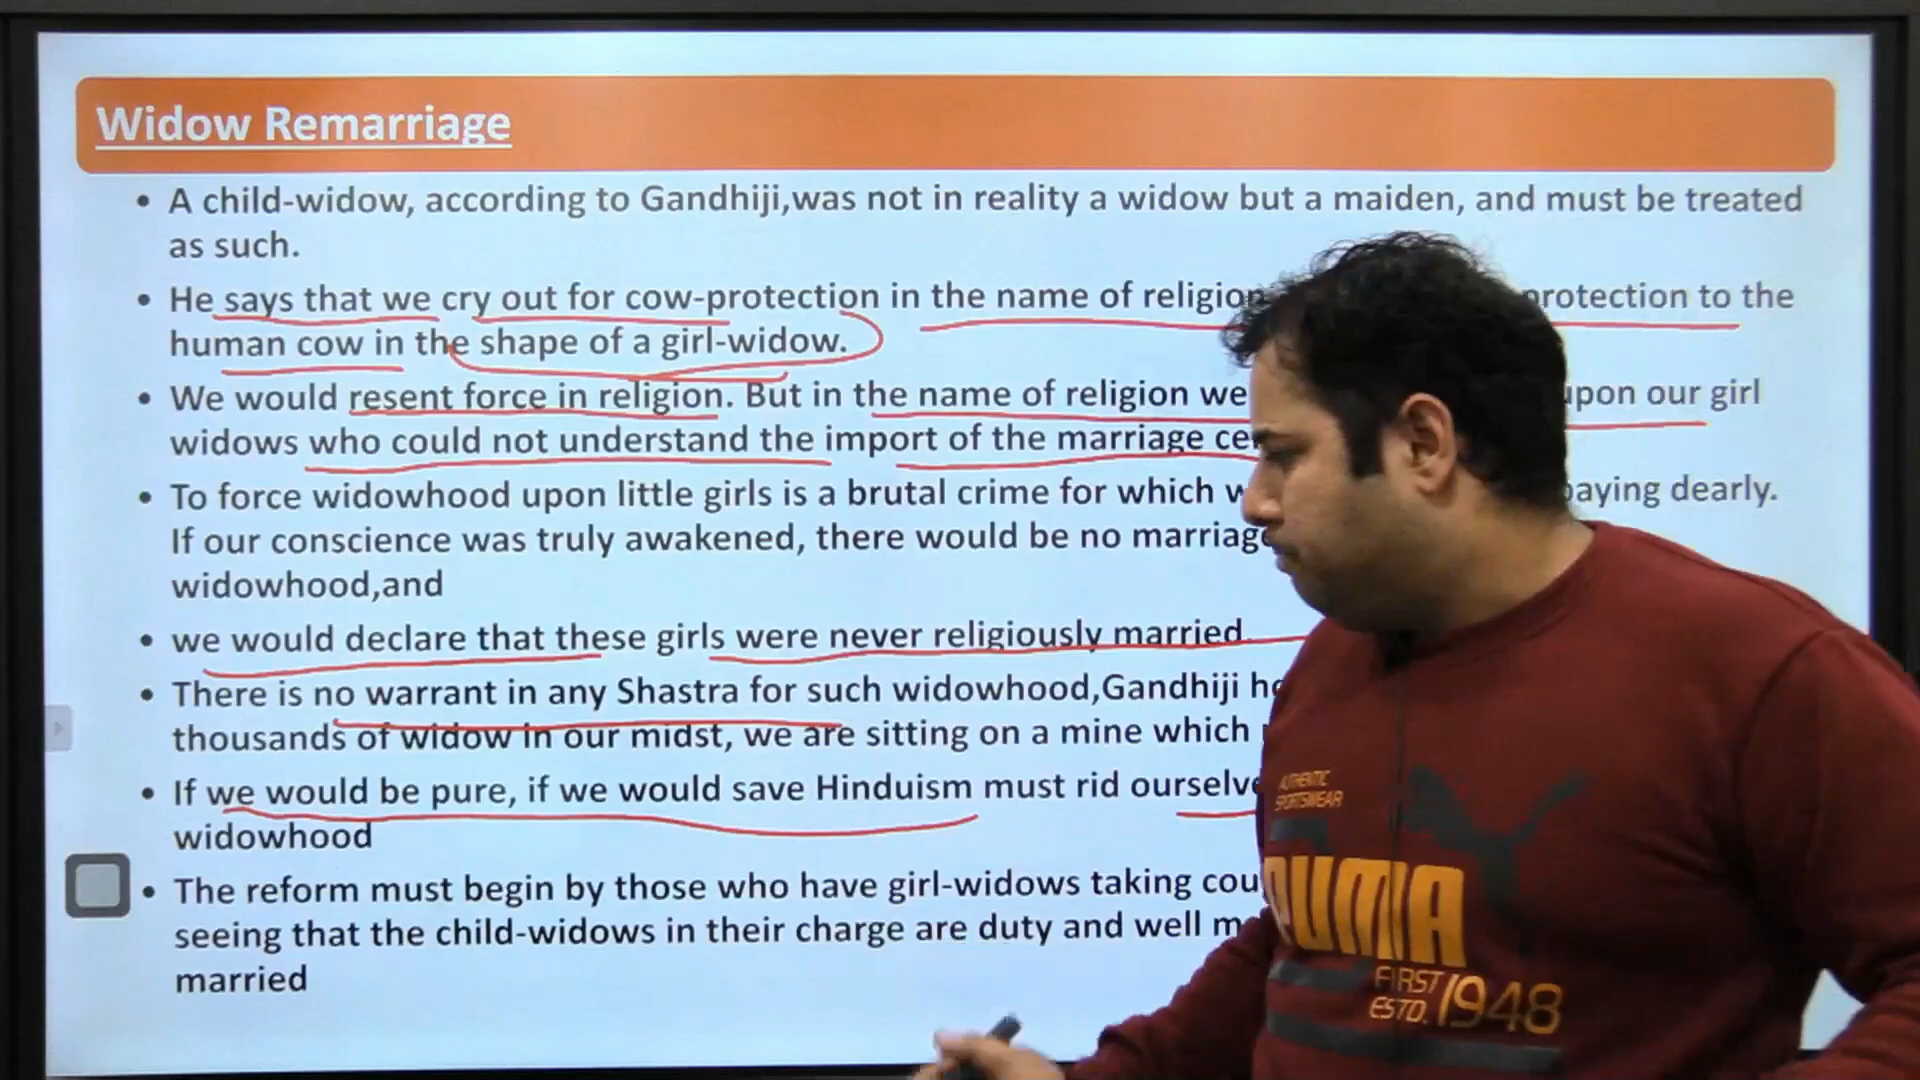 Widow Remarriage
• A child-widow, according to Gandhiji,was not in reality a widow but a maiden, and must be treated
as such.
• He says that we cry out for cow-protection in the name of religion protection to the
human cow in the shape of a girl-widow.
• We would resent force in religion. But in the name of religion we upon our girl
widows who could not understand the import of the marriage
• To force widowhood upon little girls is a brutal crime for which paying dearly.
If our conscience was truly awakened, there would be no marriage
widowhood,and
• we would declare that these girls were never religiously married.
• There is no warrant in any Shastra for such widowhood,Gandhiji
thousands of widow in our midst, we are sitting on a mine which
• If we would be pure, if we would save Hinduism must rid
widowhood
• The reform must begin by those who have girl-widows taking
seeing that the child-widows in their charge are duty and well
married
AUTHENTIC
SPORTSWEAR
PUMA
FIRST
ESTD. 1948